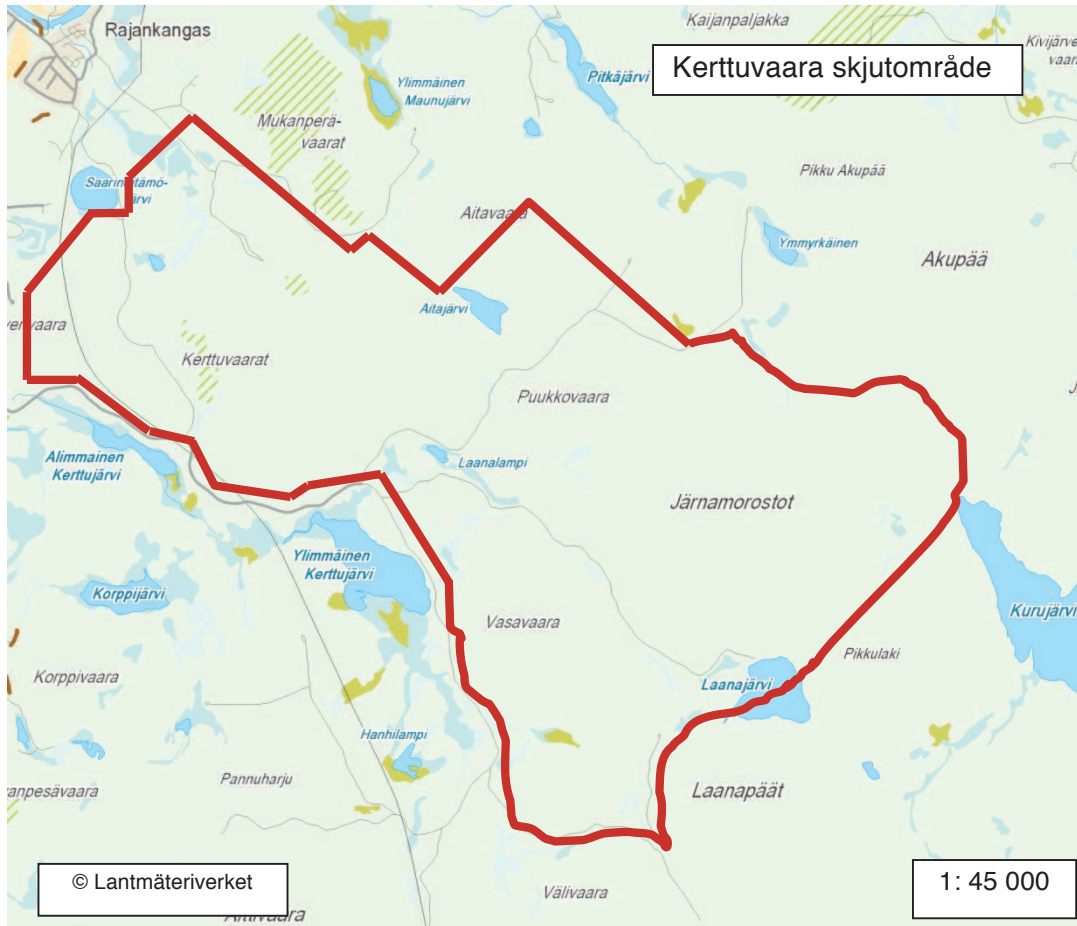 Rajankangas
Kaijanpaljakka
Kerttuvaara skjutområde
Pitkäjärvi
Ylimmäinen
Maunujärvi
Mukanperä-
vaarat
Pikku Akupää
Aitavaara
Ymmyrkäinen
Akupää
Aitajärvi
Kerttuvaarat
Puukkovaara
Alimmainen
Kerttujärvi
Laanalampi
Järnamorostot
Ylimmäinen
Kerttujärvi
Korppijärvi
Kurujärvi
Vasavaara
Pikkulaki
Korppivaara
Laanajärvi
Hanhilampi
Pannuharju
Laanapäät
© Lantmäteriverket
1: 45 000
Välivaara